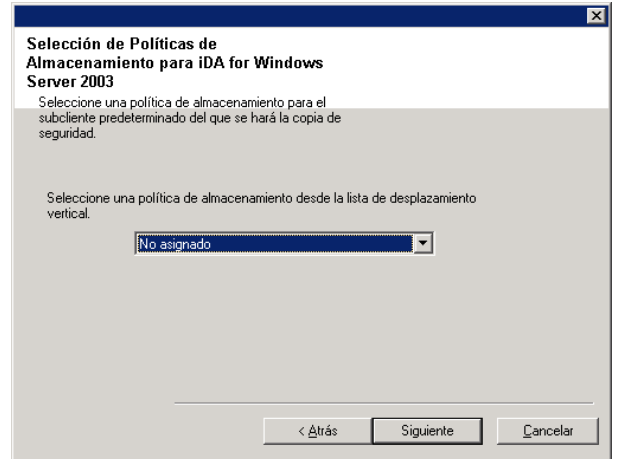 Selección de Políticas de
Almacenamiento para iDA for Windows
Server 2003
Seleccione una política de almacenamiento para el
subcliente predeterminado del que se hará la copia de
seguridad.
Seleccione una política de almacenamiento desde la lista de desplazamiento
vertical.
No asignado
< Atrás
Siguiente
Cancelar